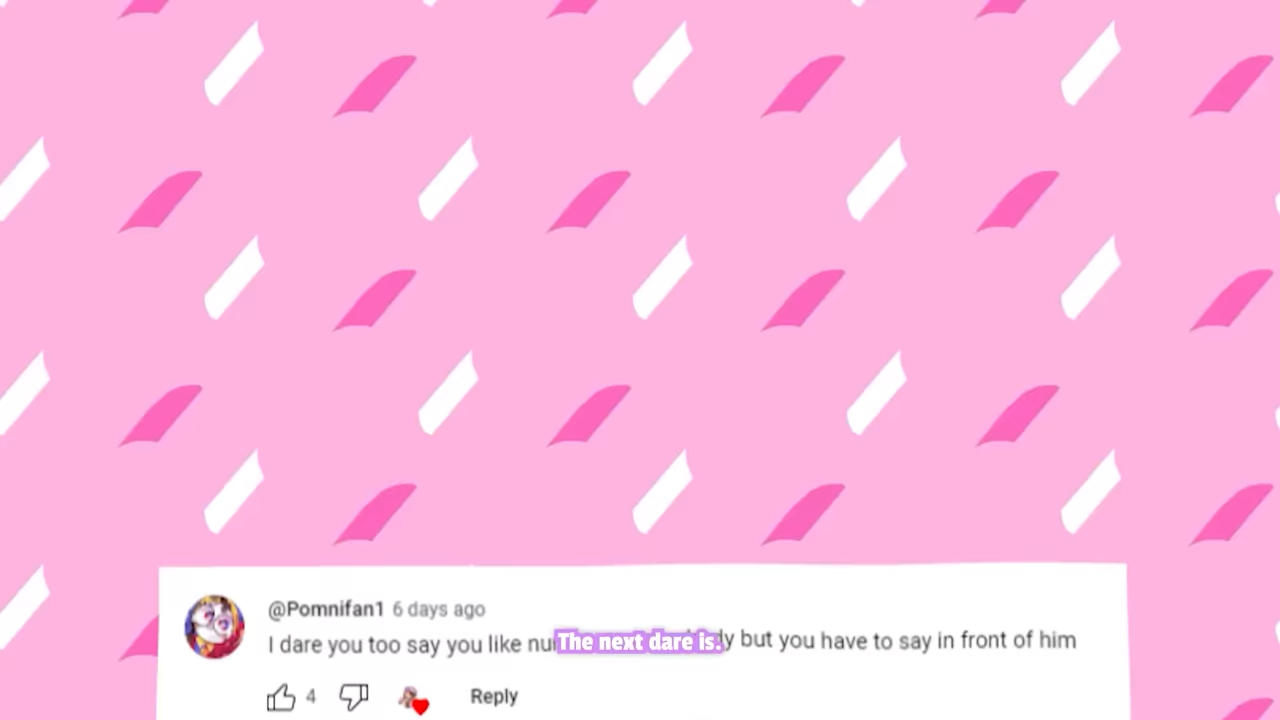 @Pomnifan1 6 days ago
I dare you too say you like The next dare is. but you have to say in front of him
4 Reply